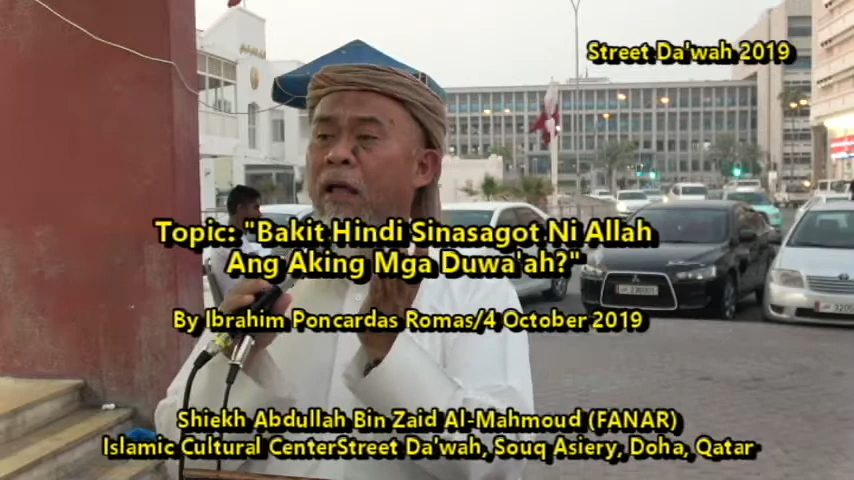 Street Da'wah 2019
Topic: "Bakit Hindi Sinasagot Ni Allah
Ang Aking Mga Duwa'ah?"
By Ibrahim Poncardas Romas/4 October 2019
Shiekh Abdullah Bin Zaid Al-Mahmoud (FANAR)
Islamic Cultural CenterStreet Da'wah, Souq Asiery, Doha, Qatar